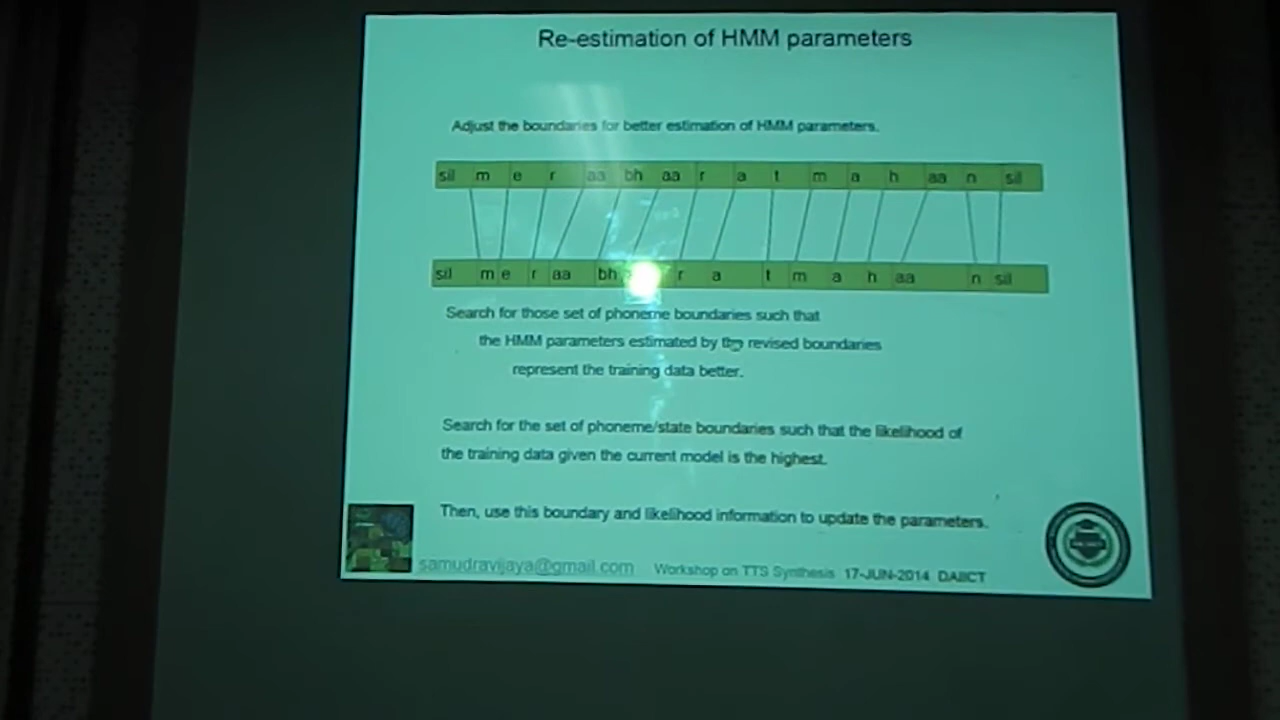 Re-estimation of HMM parameters
Adjust the boundaries for better estimation of HMM parameters.
sil m e r aa bh aa r a t m a h aa n sil
sil m e r aa bh r a t m a h aa n sil
Search for those set of phoneme boundaries such that
the HMM parameters estimated by the revised boundaries
represent the training data better.
Search for the set of phoneme/state boundaries such that the likelihood of
the training data given the current model is the highest.
Then, use this boundary and likelihood information to update the parameters.
samudravijaya@gmail.com Workshop on TTS Synthesis 17-JUN-2014 DAIICT